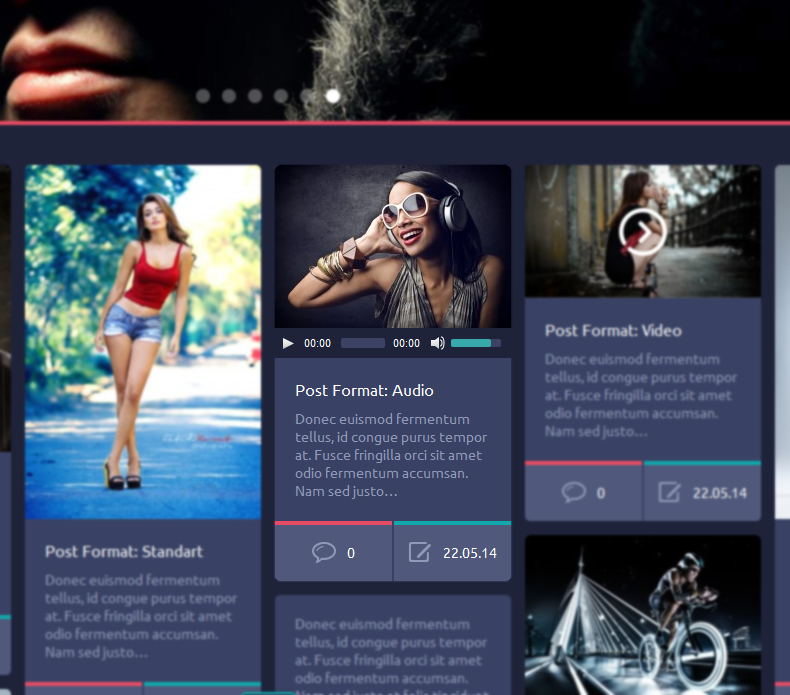 Post Format: Standart
Donec euismod fermentum
tellus, id congue purus tempor
at. Fusce fringilla orci sit amet
odio fermentum accumsan.
Nam sed justo…
00:00
00:00
Post Format: Audio
Donec euismod fermentum
tellus, id congue purus tempor
at. Fusce fringilla orci sit amet
odio fermentum accumsan.
Nam sed justo…
0
22.05.14
Donec euismod fermentum
tellus, id congue purus tempor
at. Fusce fringilla orci sit amet
odio fermentum accumsan.
Post Format: Video
Donec euismod fermentum
tellus, id congue purus tempor
at. Fusce fringilla orci sit amet
odio fermentum accumsan.
Nam sed justo…
0
22.05.14